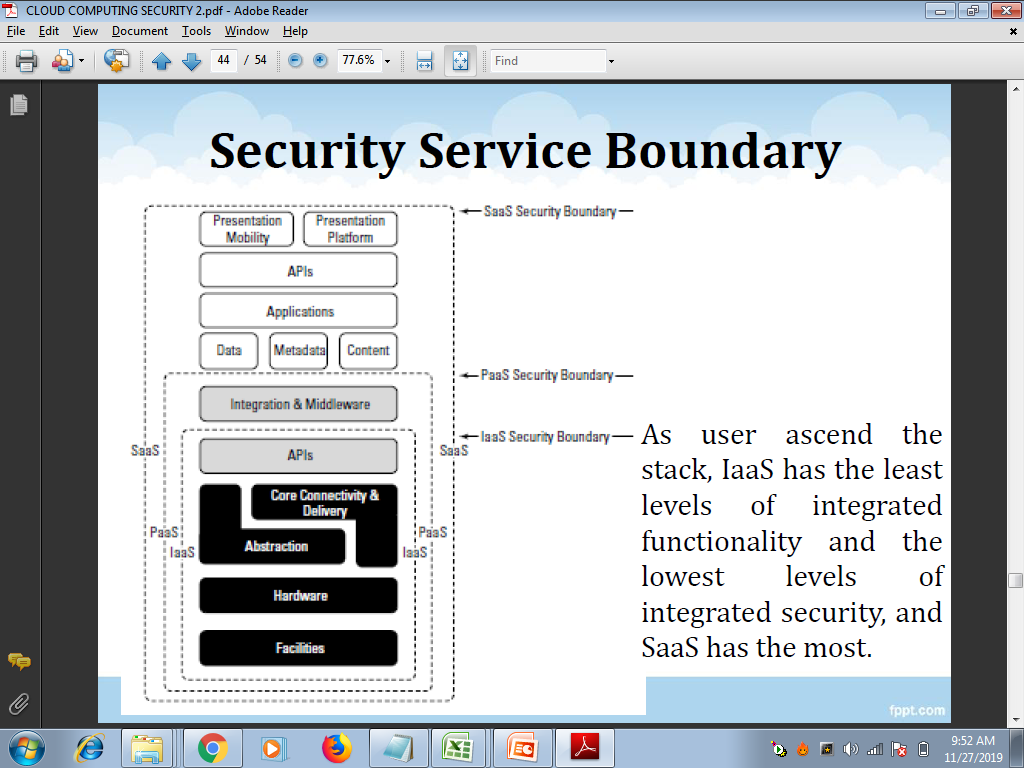 CLOUD COMPUTING SECURITY 2.pdf - Adobe Reader
File Edit View Document Tools Window Help
44 / 54 77.6% Find
Security Service Boundary
Presentation
Mobility
Presentation
Platform
APIs
Applications
Data
Metadata
Content
Integration & Middleware
APIs
Core Connectivity &
Delivery
Abstraction
Hardware
Facilities
SaaS
SaaS
PaaS
PaaS
IaaS
IaaS
SaaS Security Boundary
PaaS Security Boundary
IaaS Security Boundary
As user ascend the
stack, IaaS has the least
levels of integrated
functionality and the
lowest levels of
integrated security, and
SaaS has the most.
fppt.com
9:52 AM
11/27/2019